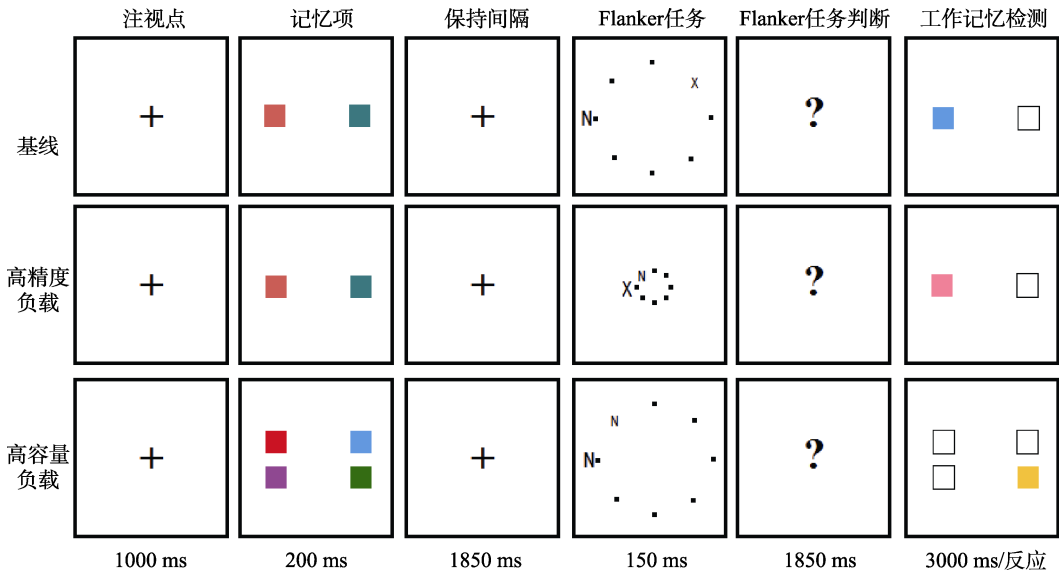 注视点 记忆项 保持间隔 Flanker任务 Flanker任务判断 工作记忆检测
基线
+ + N X ?
高精度
负载
+ + N X ?
高容量
负载
+ + N N ?
1000 ms 200 ms 1850 ms 150 ms 1850 ms 3000 ms/反应